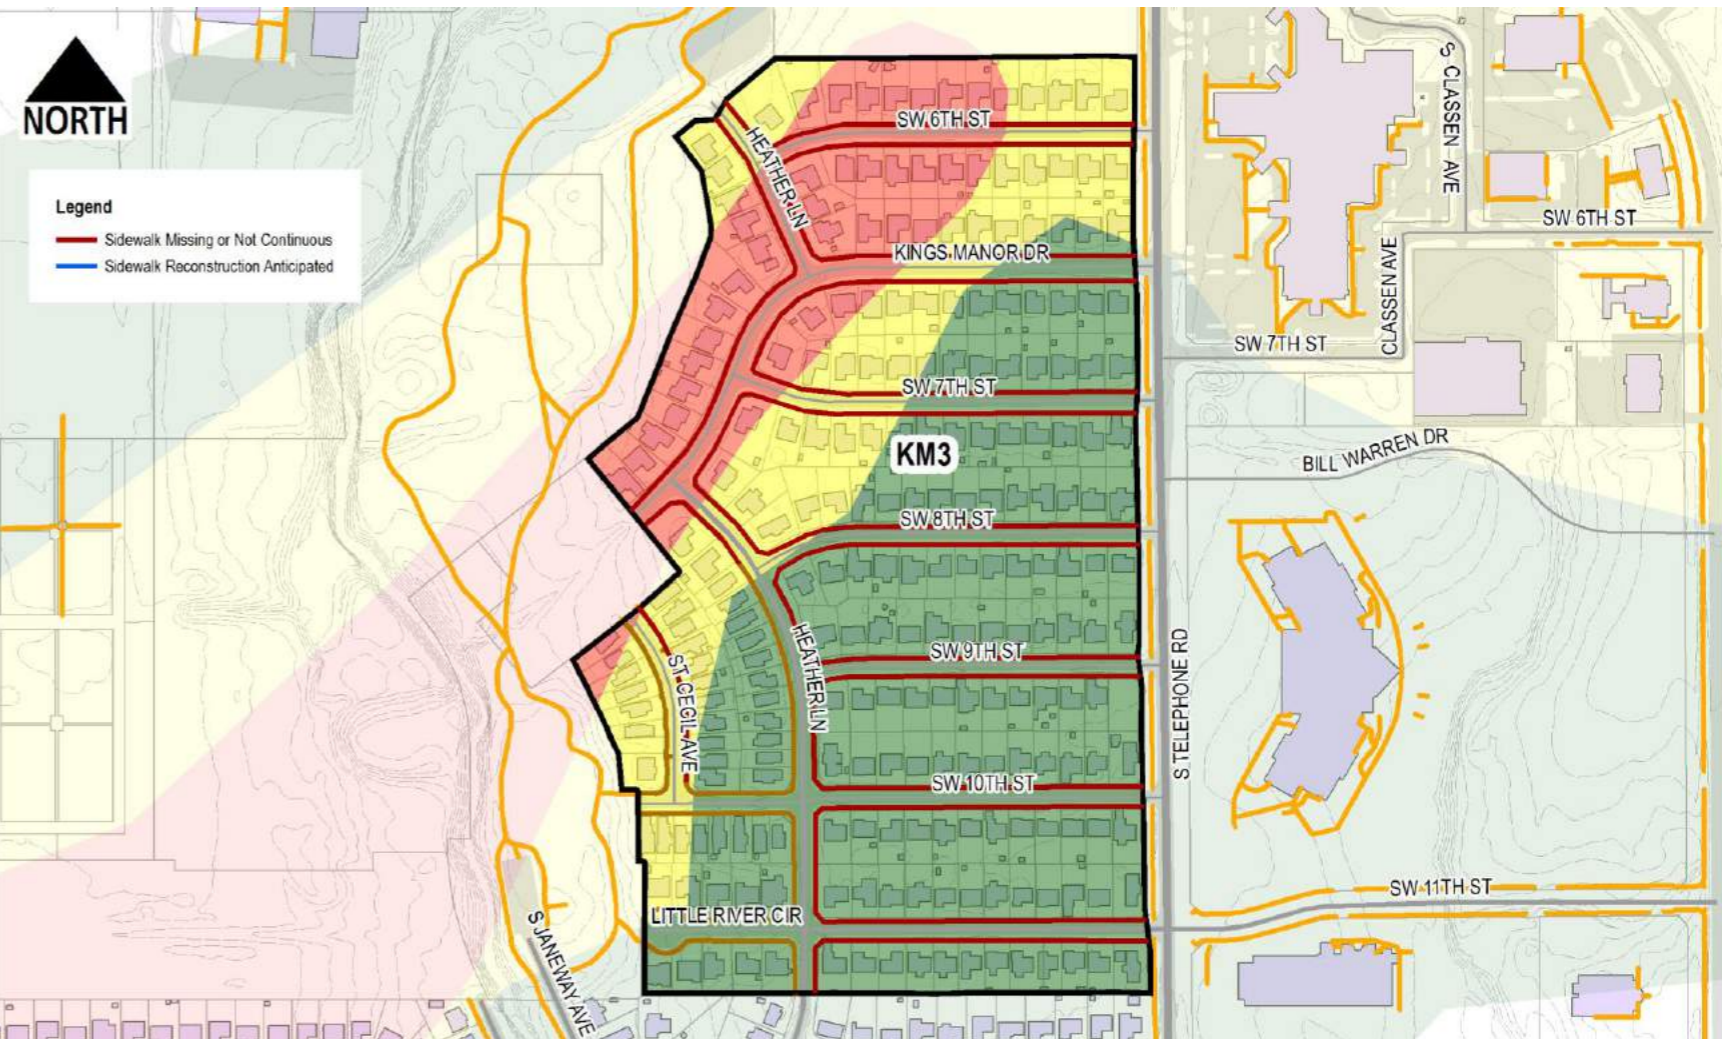 NORTH
Legend
Sidewalk Missing or Not Continuous
Sidewalk Reconstruction Anticipated
SW 6TH ST
HEATHER LN
KINGS MANOR DR
SW 7TH ST
KM3
SW 8TH ST
SW 9TH ST
HEATHER LN
ST. CECIL AVE
SW 10TH ST
LITTLE RIVER CIR
S JANEWAY AVE
S TELEPHONE RD
S CLASSEN AVE
SW 6TH ST
CLASSEN AVE
SW 7TH ST
BILL WARREN DR
SW 11TH ST